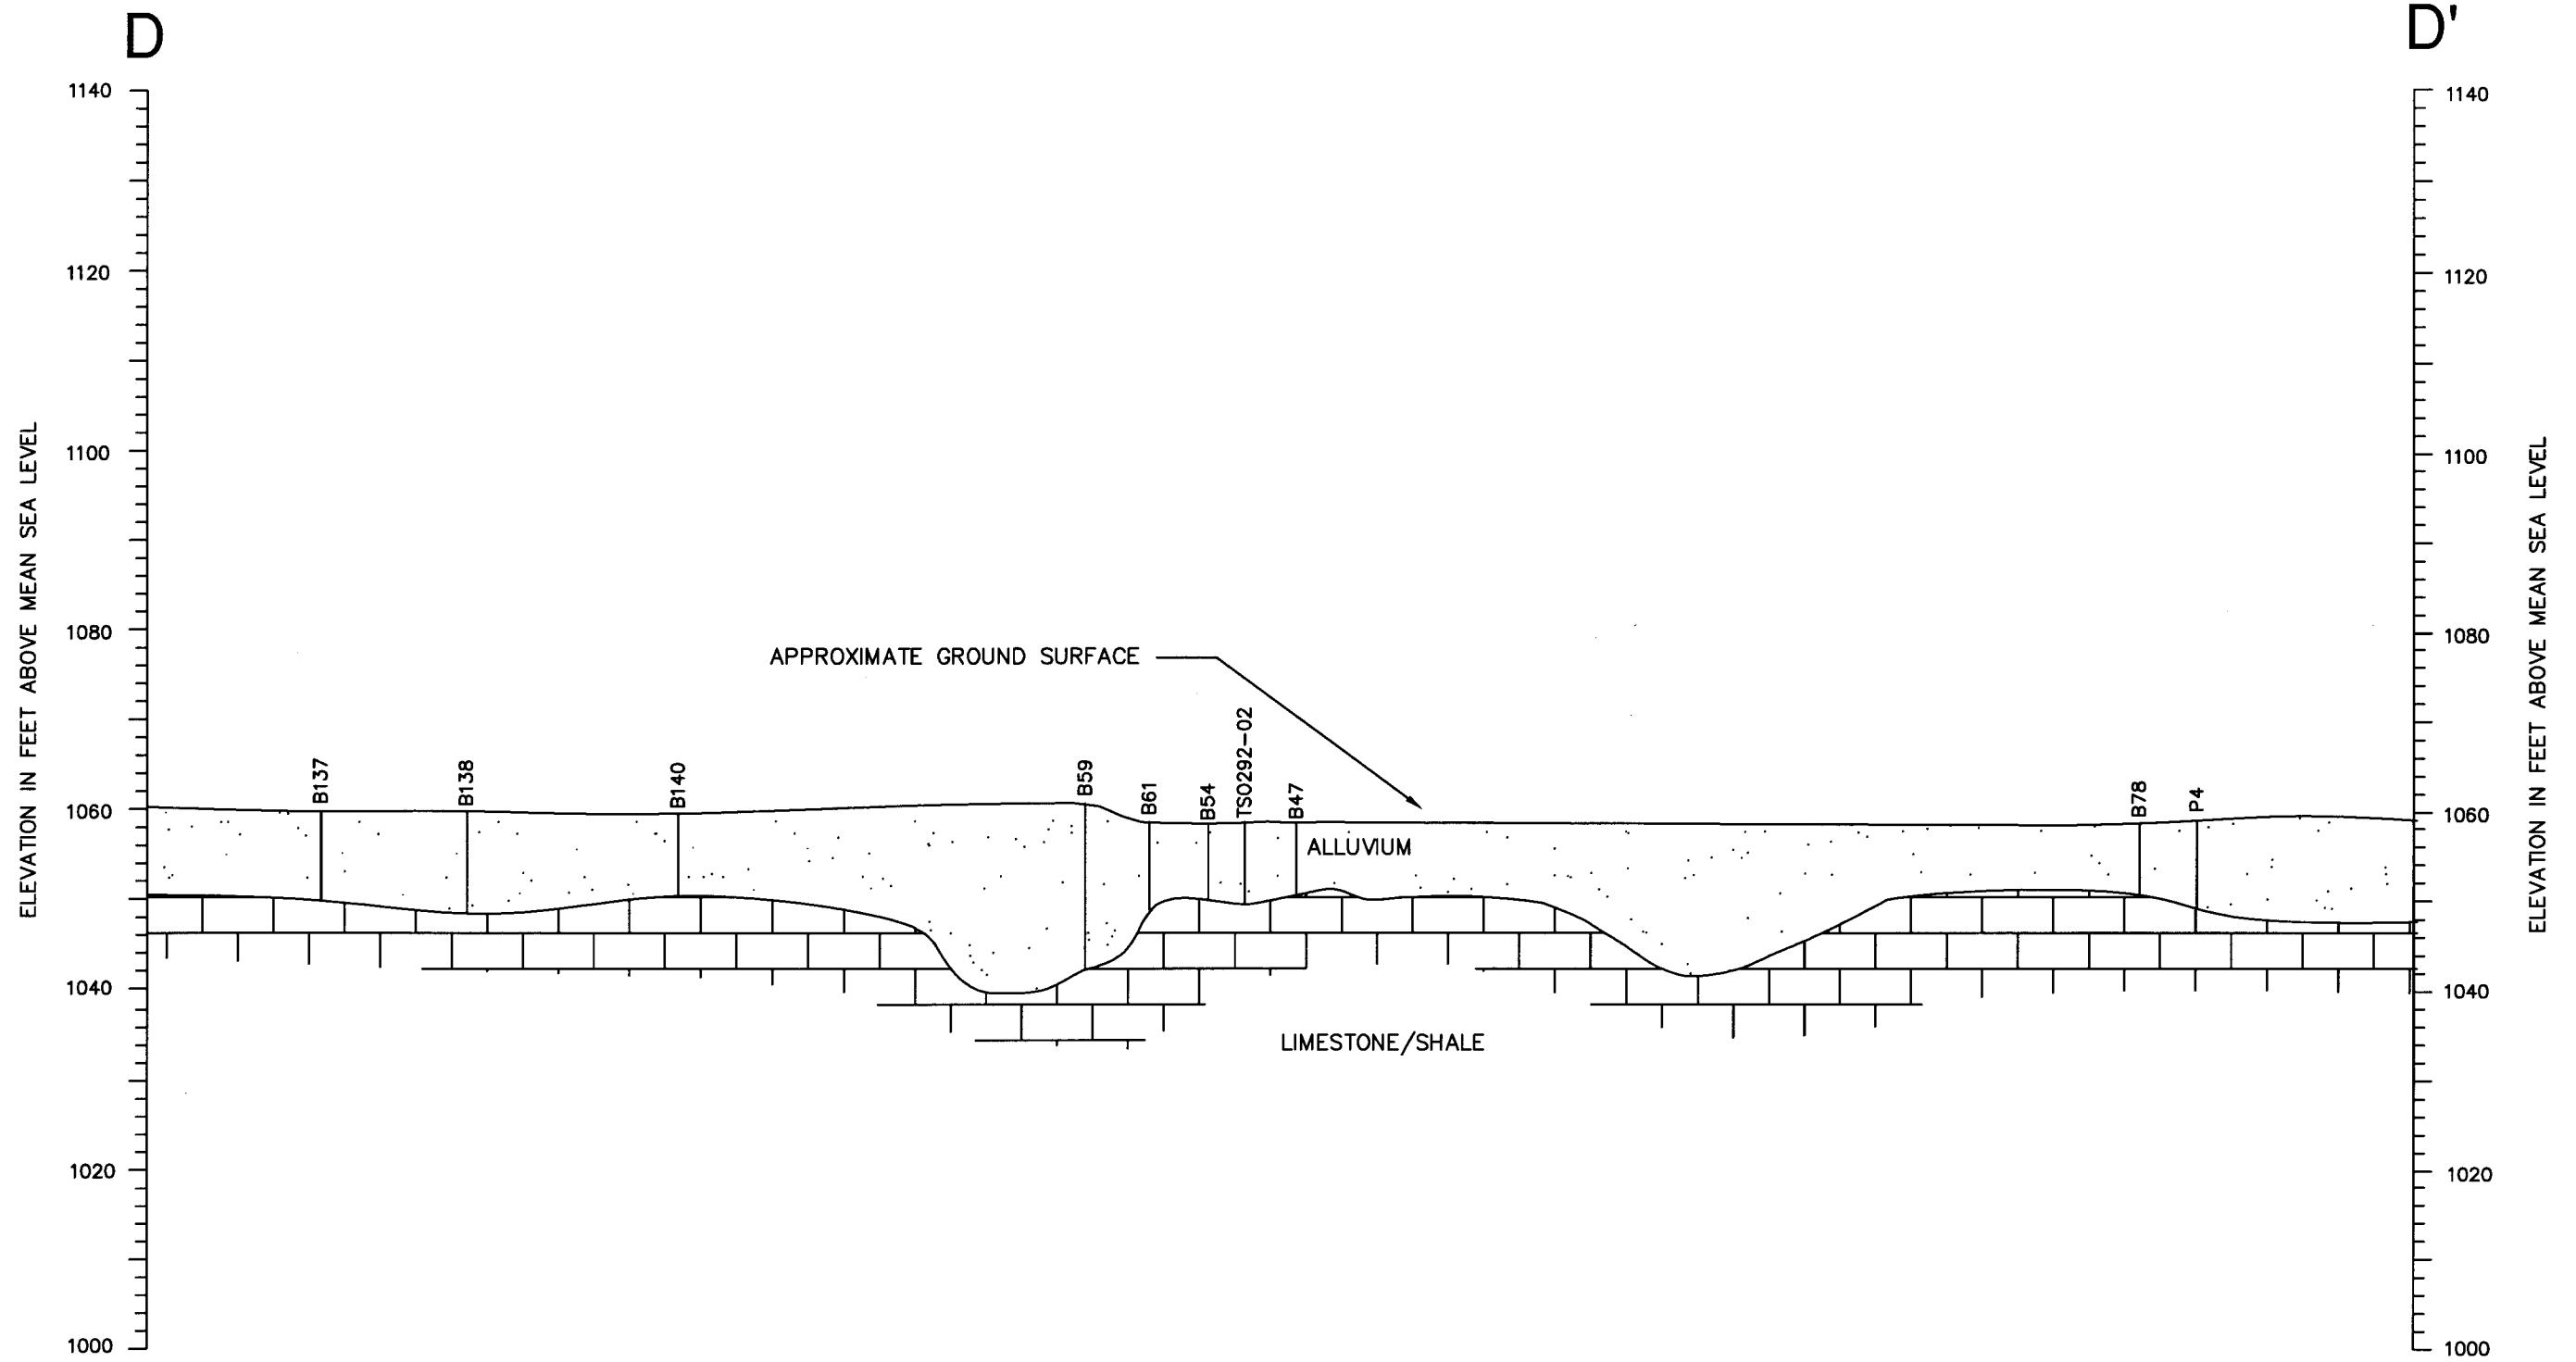 D
D'
1140
1140
1120
1120
1100
1100
1080
1080
1060
1060
1040
1040
1020
1020
1000
1000
ELEVATION IN FEET ABOVE MEAN SEA LEVEL
ELEVATION IN FEET ABOVE MEAN SEA LEVEL
APPROXIMATE GROUND SURFACE
B137
B138
B140
B59
B61
B54
TS0292-02
B47
B78
P4
ALLUVIUM
LIMESTONE/SHALE